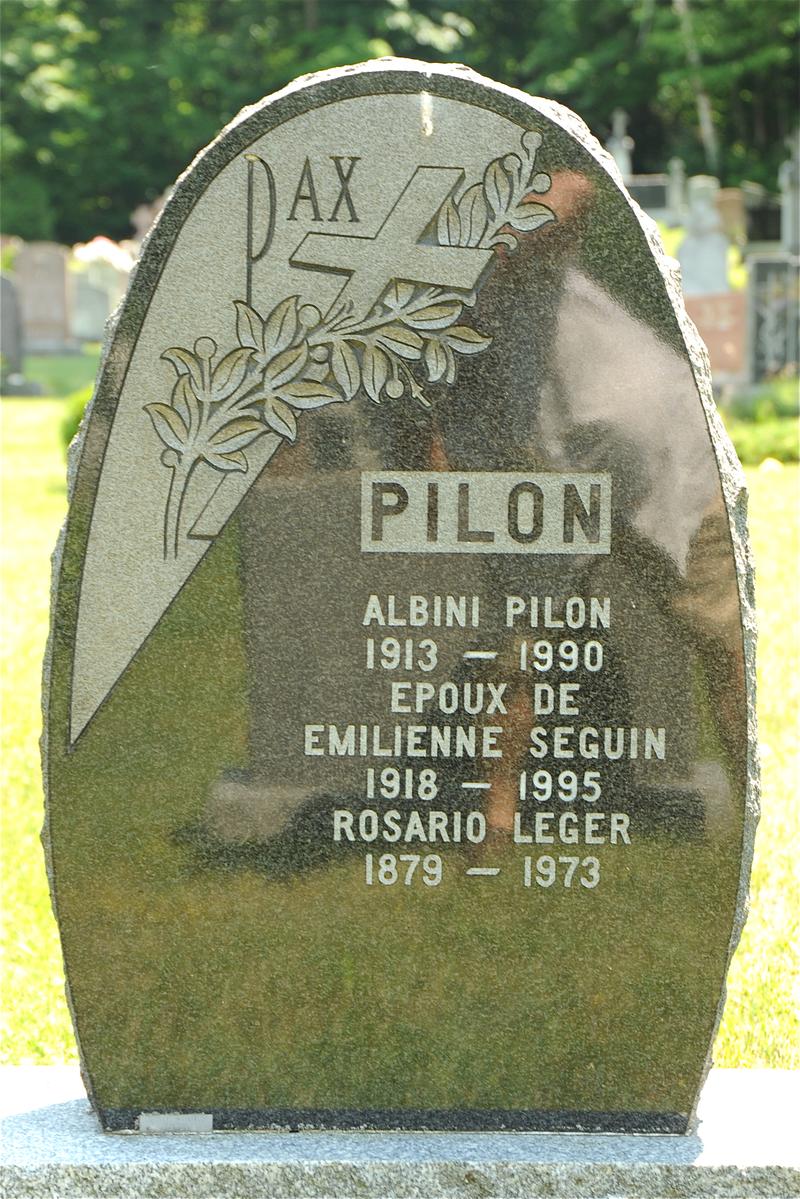 PAX
PILON
ALBINI PILON
1913 — 1990
EPOUX DE
EMILIENNE SEGUIN
1918 — 1995
ROSARIO LEGER
1879 — 1973